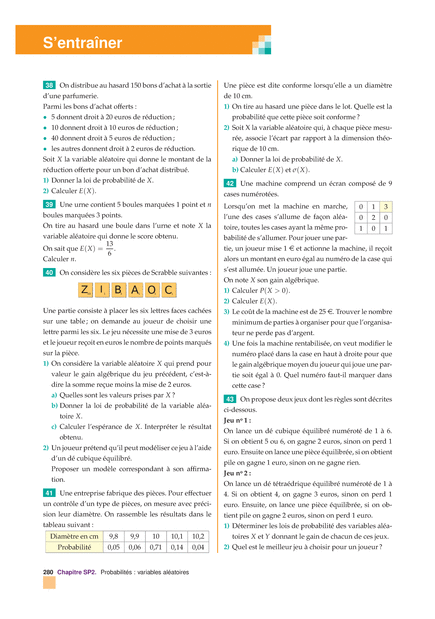 S'entraîner
38 On distribue au hasard 150 bons d'achat à la sortie
d'une parfumerie.
Parmi les bons d'achat offerts :
• 5 donnent droit à 20 euros de réduction ;
• 10 donnent droit à 10 euros de réduction ;
• 40 donnent droit à 5 euros de réduction ;
• les autres donnent droit à 2 euros de réduction.
Soit X la variable aléatoire qui donne le montant de la
réduction offerte pour un bon d'achat distribué.
1) Donner la loi de probabilité de X.
2) Calculer E(X).
39 Une urne contient 5 boules marquées 1 point et n
boules marquées 3 points.
On tire au hasard une boule dans l'urne et note X la
variable aléatoire qui donne le score obtenu.
On sait que E(X) = 13/6.
Calculer n.
40 On considère les six pièces de Scrabble suivantes :
Z I B A O C
Une partie consiste à placer les six lettres faces cachées
sur une table ; on demande au joueur de choisir une
lettre parmi les six. Le jeu nécessite une mise de 3 euros
et le joueur reçoit en euros le nombre de points marqués
sur la pièce.
1) On considère la variable aléatoire X qui prend pour
valeur le gain algébrique du jeu précédent, c'est-à-
dire la somme reçue moins la mise de 2 euros.
a) Quelles sont les valeurs prises par X ?
b) Donner la loi de probabilité de la variable aléa-
toire X.
c) Calculer l'espérance de X. Interpréter le résultat
obtenu.
2) Un joueur prétend qu'il peut modéliser ce jeu à l'aide
d'un dé cubique équilibré.
Proposer un modèle correspondant à son affirma-
tion.
41 Une entreprise fabrique des pièces. Pour effectuer
un contrôle d'un type de pièces, on mesure avec préci-
sion leur diamètre. On rassemble les résultats dans le
tableau suivant :
Diamètre en cm 9,8 9,9 10 10,1 10,2
Probabilité 0,05 0,06 0,71 0,14 0,04
Une pièce est dite conforme lorsqu'elle a un diamètre
de 10 cm.
1) On tire au hasard une pièce dans le lot. Quelle est la
probabilité que cette pièce soit conforme ?
2) Soit X la variable aléatoire qui, à chaque pièce mesu-
rée, associe l'écart par rapport à la dimension théo-
rique de 10 cm.
a) Donner la loi de probabilité de X.
b) Calculer E(X) et σ(X).
42 Une machine comprend un écran composé de 9
cases numérotées.
Lorsqu'on met la machine en marche,
l'une des cases s'allume de façon aléa-
toire, toutes les cases ayant la même pro-
babilité de s'allumer. Pour jouer une par-
0 1 3
0 2 0
1 0 1
tie, un joueur mise 1 € et actionne la machine, il reçoit
alors un montant en euro égal au numéro de la case qui
s'est allumée. Un joueur joue une partie.
On note X son gain algébrique.
1) Calculer P(X > 0).
2) Calculer E(X).
3) Le coût de la machine est de 25 €. Trouver le nombre
minimum de parties à organiser pour que l'organisa-
teur ne perde pas d'argent.
4) Une fois la machine rentabilisée, on veut modifier le
numéro placé dans la case en haut à droite pour que
le gain algébrique moyen du joueur qui joue une par-
tie soit égal à 0. Quel numéro faut-il marquer dans
cette case ?
43 On propose deux jeux dont les règles sont décrites
ci-dessous.
Jeu nº 1 :
On lance un dé cubique équilibré numéroté de 1 à 6.
Si on obtient 5 ou 6, on gagne 2 euros, sinon on perd 1
euro. Ensuite on lance une pièce équilibrée, si on obtient
pile on gagne 1 euro, sinon on ne gagne rien.
Jeu nº 2 :
On lance un dé tétraédrique équilibré numéroté de 1 à
4. Si on obtient 4, on gagne 3 euros, sinon on perd 1
euro. Ensuite, on lance une pièce équilibrée, si on ob-
tient pile on gagne 2 euros, sinon on perd 1 euro.
1) Déterminer les lois de probabilité des variables aléa-
toires X et Y donnant le gain de chacun de ces jeux.
2) Quel est le meilleur jeu à choisir pour un joueur ?
280 Chapitre SP2. Probabilités : variables aléatoires